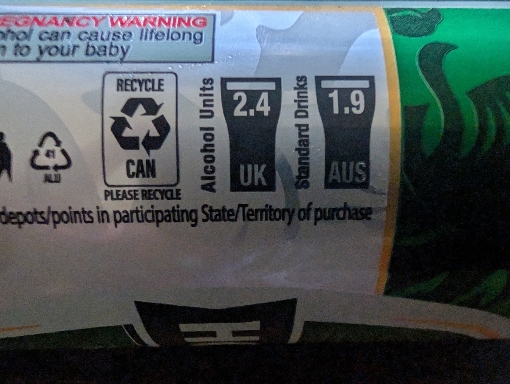 EGNANCY WARNING
ohol can cause lifelong
n to your baby
RECYCLE
CAN
PLEASE RECYCLE
41
ALU
Alcohol Units
2.4
UK
Standard Drinks
1.9
AUS
depots/points in participating State/Territory of purchase
H